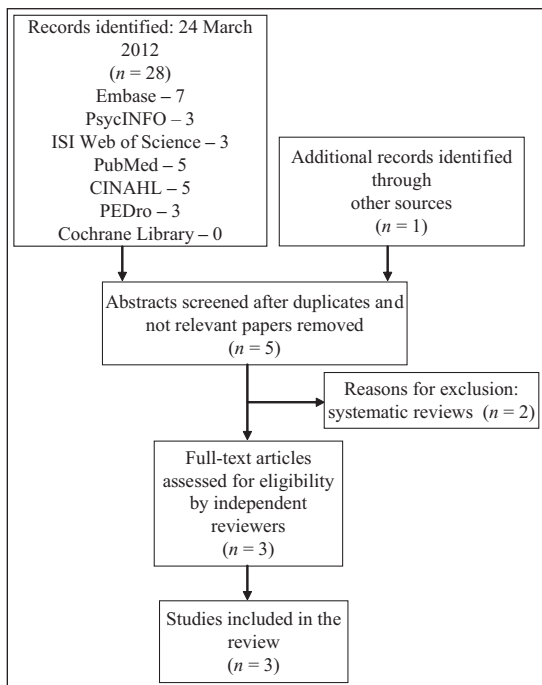 Records identified: 24 March
2012
(n = 28)
Embase – 7
PsycINFO – 3
ISI Web of Science – 3
PubMed – 5
CINAHL – 5
PEDro – 3
Cochrane Library – 0
Additional records identified
through
other sources
(n = 1)
Abstracts screened after duplicates and
not relevant papers removed
(n = 5)
Reasons for exclusion:
systematic reviews (n = 2)
Full-text articles
assessed for eligibility
by independent
reviewers
(n = 3)
Studies included in the
review
(n = 3)